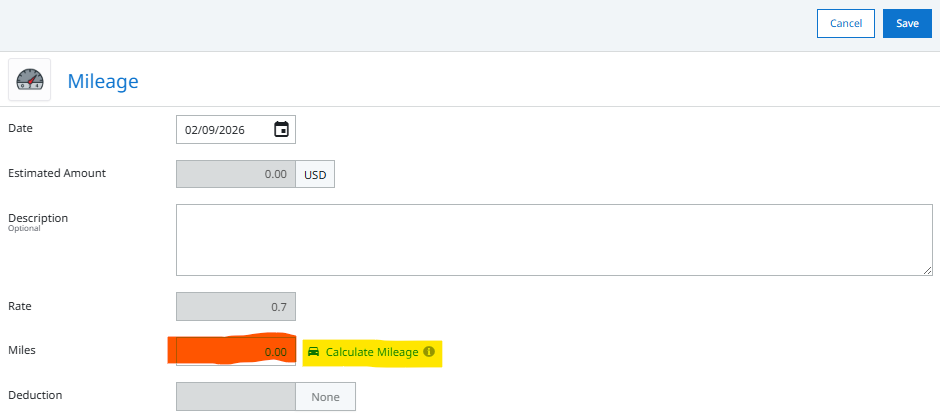 Cancel Save
Mileage
Date 02/09/2026
Estimated Amount 0.00 USD
Description
Optional
Rate 0.7
Miles 0.00 Calculate Mileage
Deduction None